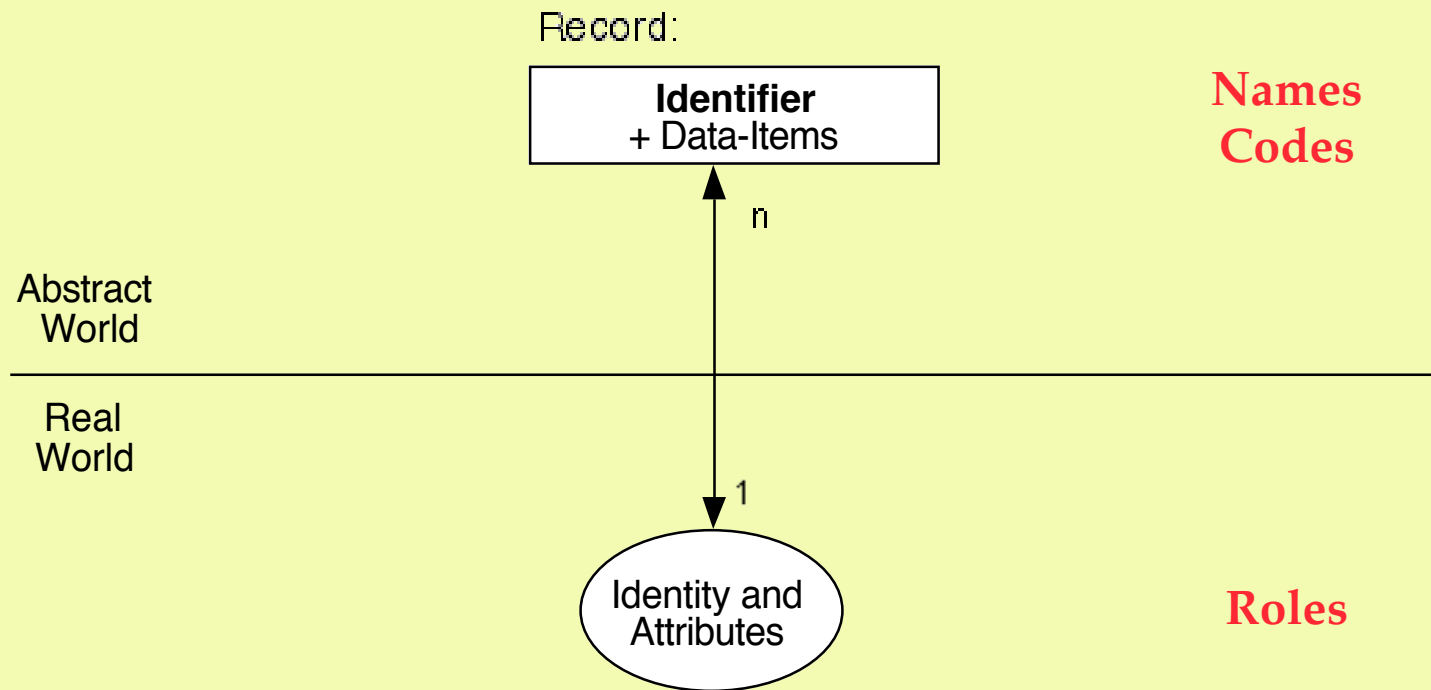 Record:
Identifier
+ Data-Items
Names
Codes
n
Abstract
World
Real
World
1
Identity and
Attributes
Roles